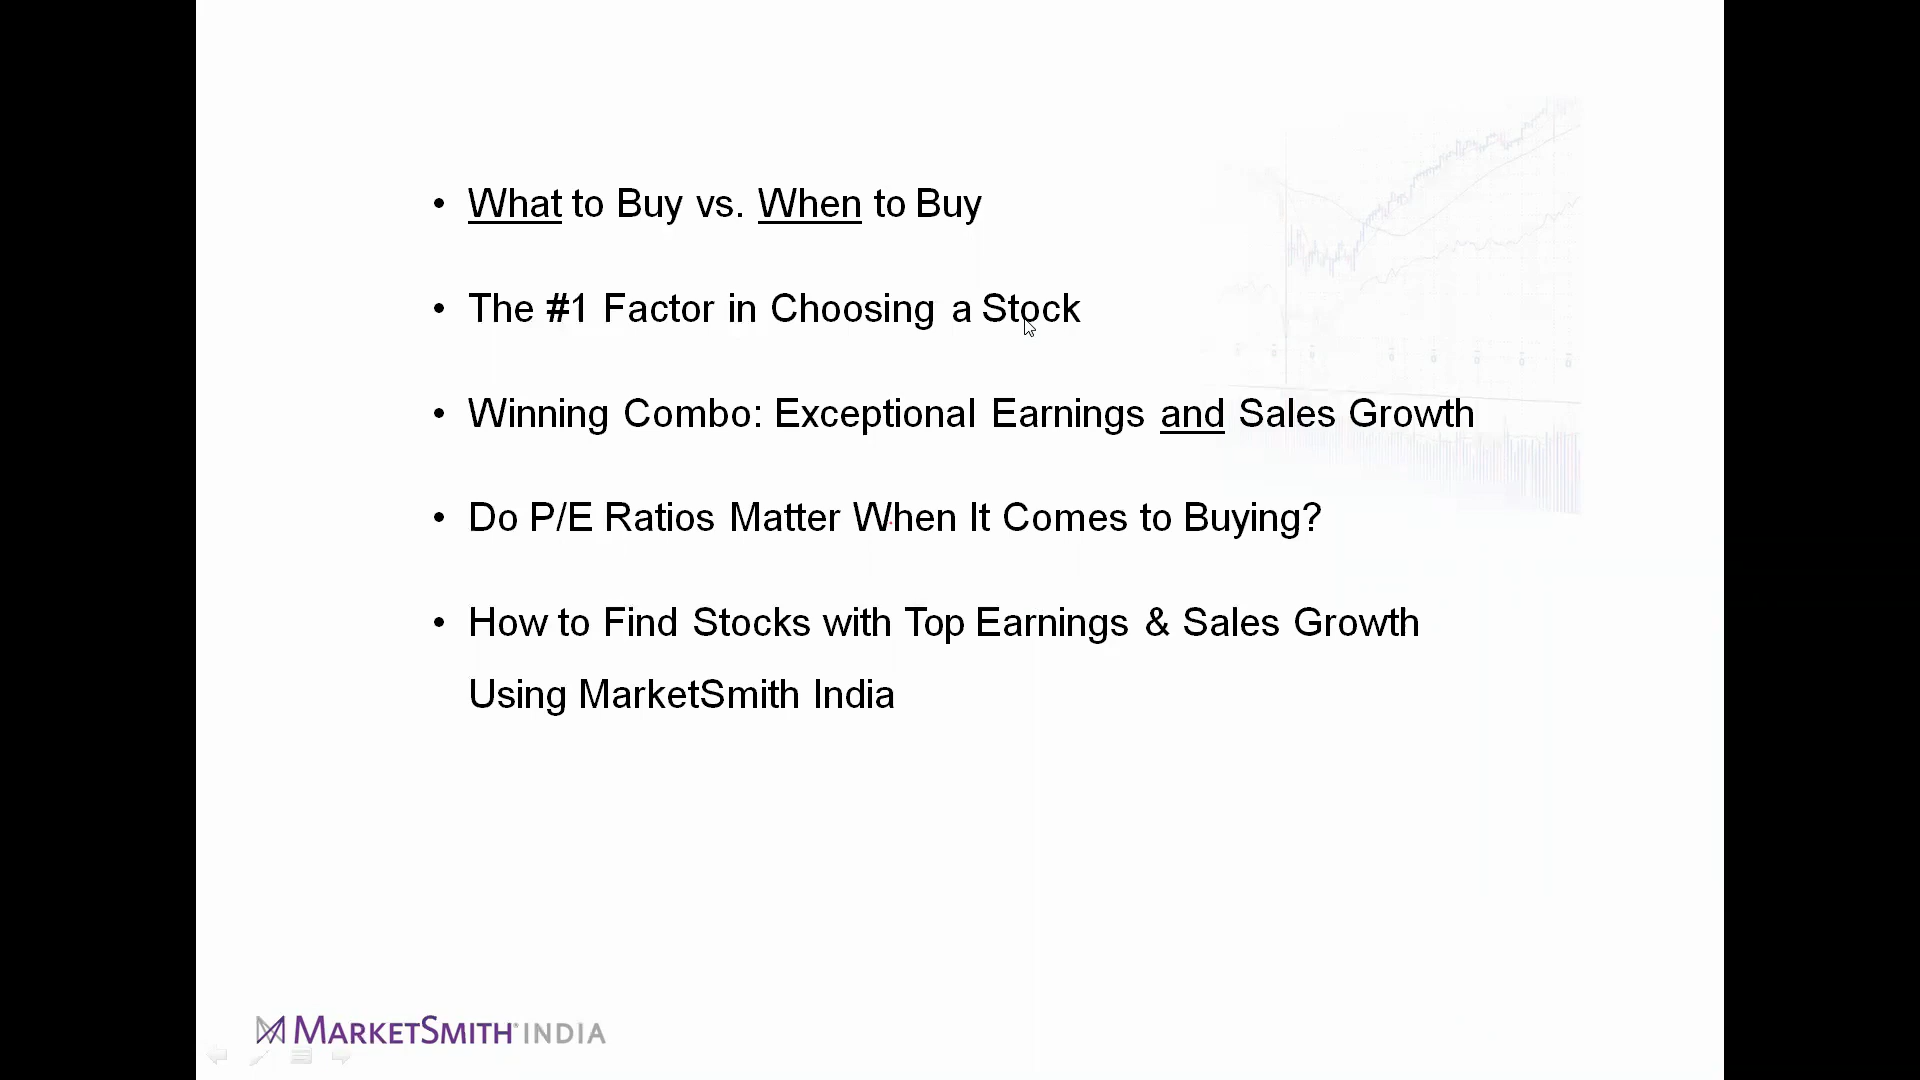 • What to Buy vs. When to Buy
• The #1 Factor in Choosing a Stock
• Winning Combo: Exceptional Earnings and Sales Growth
• Do P/E Ratios Matter When It Comes to Buying?
• How to Find Stocks with Top Earnings & Sales Growth
Using MarketSmith India
MARKETSMITH INDIA